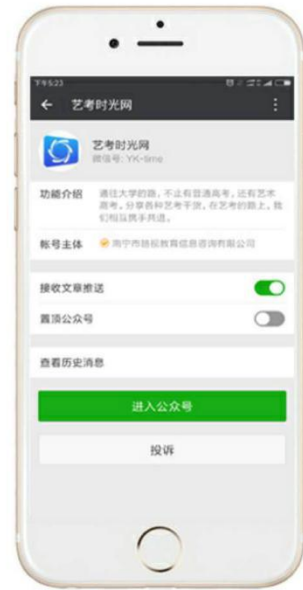 下午5:23
艺考时光网
艺考时光网
微信号: YK-time
功能介绍
通往大学的路，不止有普通高考，还有艺术
高考。分享各种艺考干货，在艺考的路上，我
们相互携手共进。
帐号主体
南宁市 教育信息咨询有限公司
接收文章推送
置顶公众号
查看历史消息
进入公众号
投诉